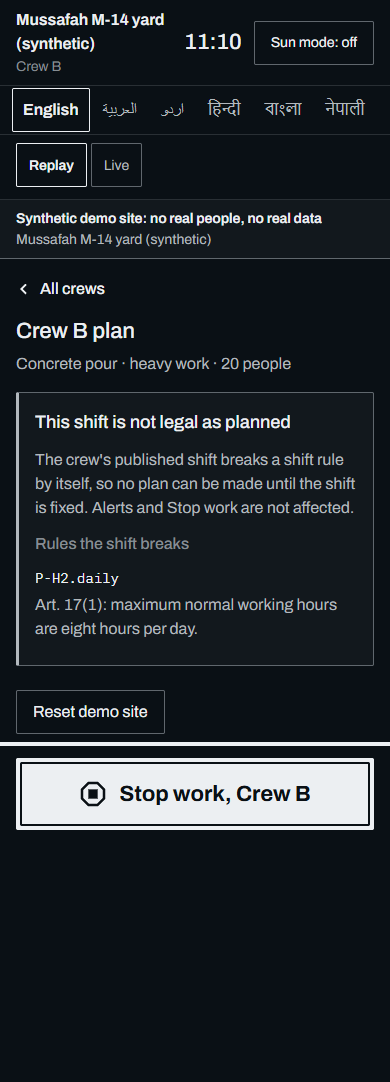 Mussafah M-14 yard
(synthetic)
Crew B
11:10
Sun mode: off
English
العربية
اردو
हिन्दी
বাংলা
नेपाली
Replay
Live
Synthetic demo site: no real people, no real data
Mussafah M-14 yard (synthetic)
All crews
Crew B plan
Concrete pour · heavy work · 20 people
This shift is not legal as planned
The crew's published shift breaks a shift rule
by itself, so no plan can be made until the shift
is fixed. Alerts and Stop work are not affected.
Rules the shift breaks
P-H2.daily
Art. 17(1): maximum normal working hours
are eight hours per day.
Reset demo site
Stop work, Crew B